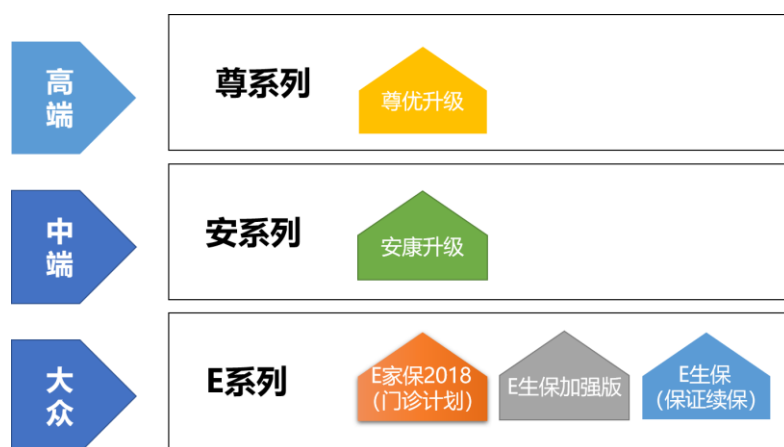 高
端
尊系列
尊优升级
中
端
安系列
安康升级
大
众
E系列
E家保2018
（门诊计划）
E生保加强版
E生保
（保证续保）